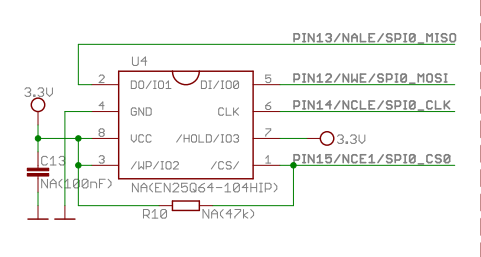 PIN13/NALE/SPI0_MISO
U4
3.3V
2 DO/IO1 DI/IO0 5 PIN12/NWE/SPI0_MOSI
4 GND CLK 6 PIN14/NCLE/SPI0_CLK
8 VCC /HOLD/IO3 7 3.3V
C13 3 /WP/IO2 /CS/ 1 PIN15/NCE1/SPI0_CS0
NA(100nF) NA(EN25Q64-104HIP)
R10 NA(47k)